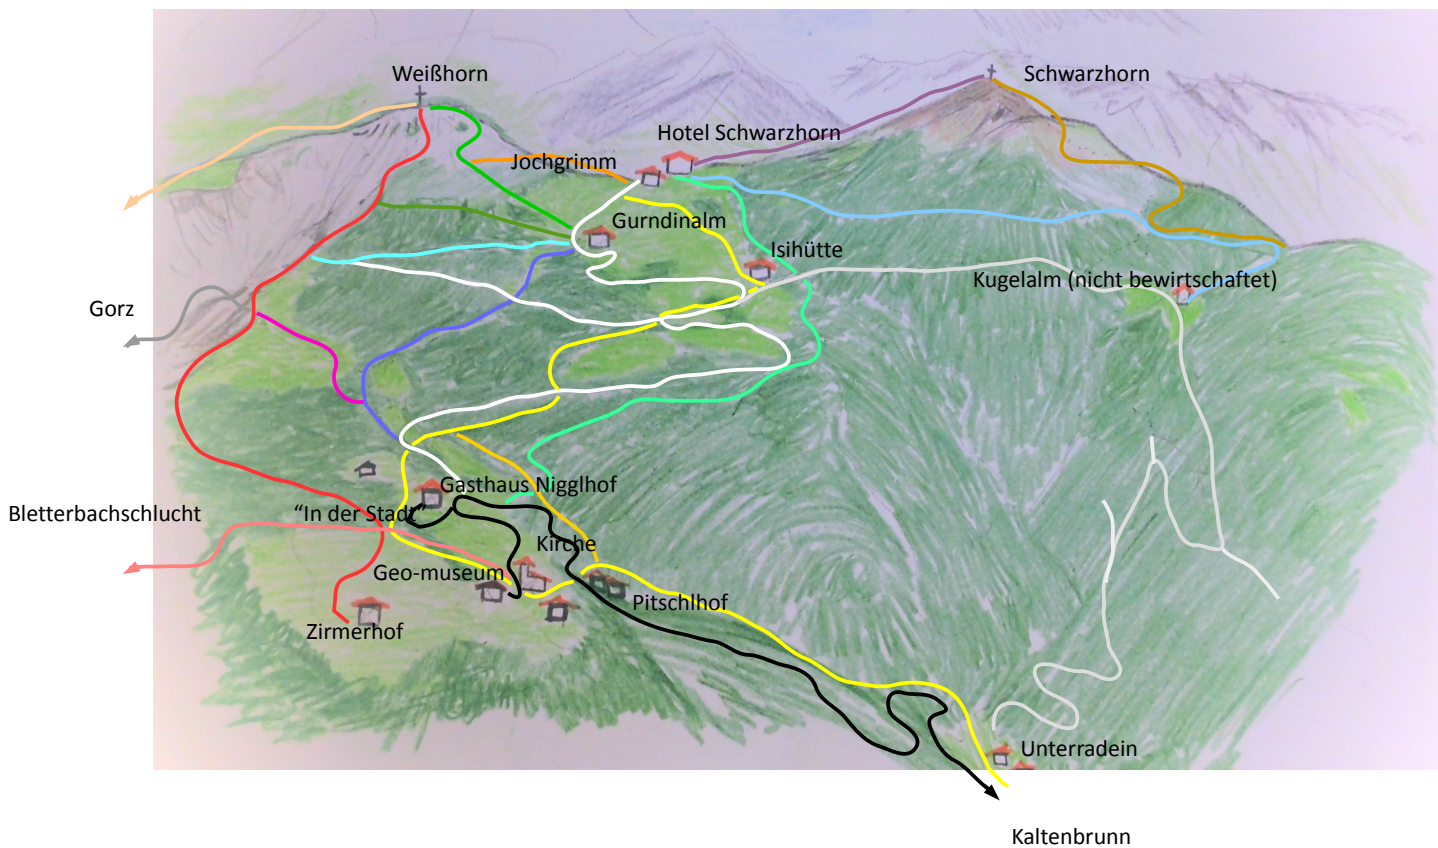 Weißhorn
Schwarzhorn
Hotel Schwarzhorn
Jochgrimm
Gurndinalm
Isihütte
Kugelalm (nicht bewirtschaftet)
Gorz
Gasthaus Nigglhof
Bletterbachschlucht
“In der Stadt”
Kirche
Geo-museum
Pitschlhof
Zirmerhof
Unterradein
Kaltenbrunn